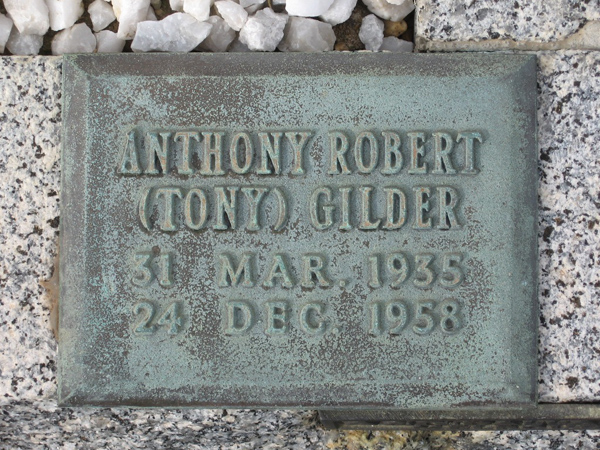 ANTHONY ROBERT
(TONY) GILDER
31 MAR. 1935
24 DEC. 1958